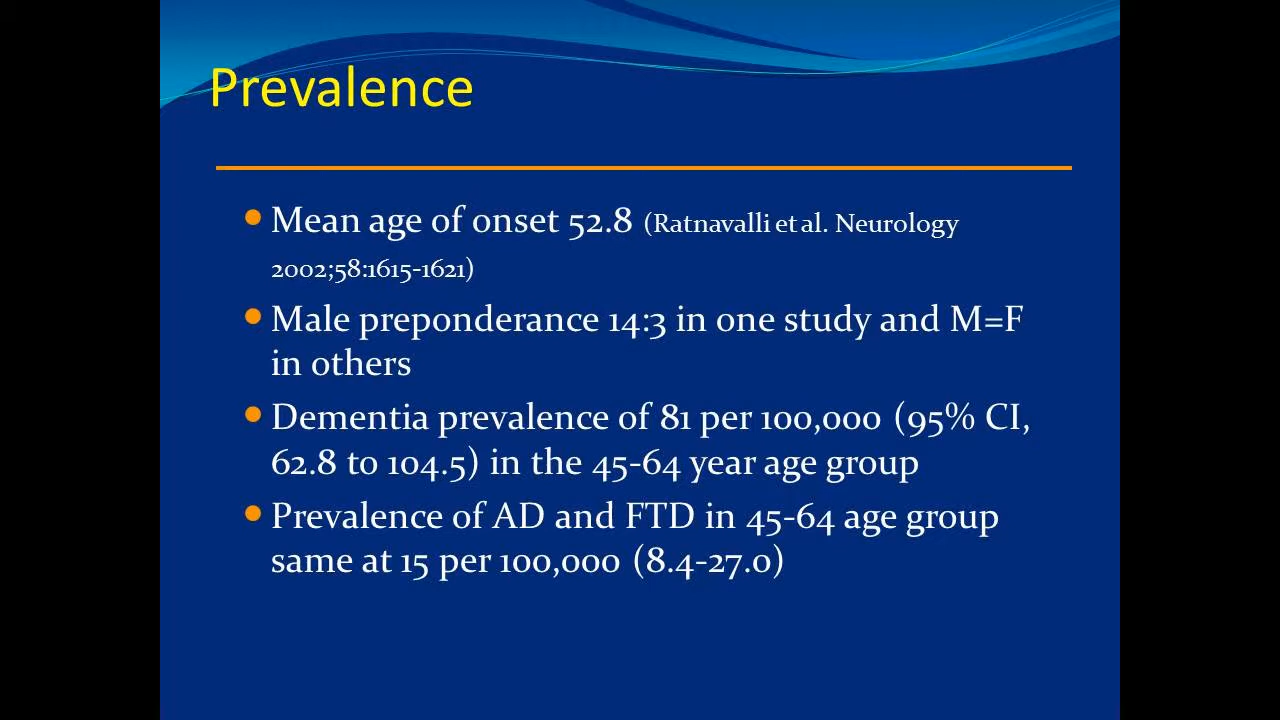 Prevalence
Mean age of onset 52.8 (Ratnavalli et al. Neurology
2002;58:1615-1621)
Male preponderance 14:3 in one study and M=F
in others
Dementia prevalence of 81 per 100,000 (95% CI,
62.8 to 104.5) in the 45-64 year age group
Prevalence of AD and FTD in 45-64 age group
same at 15 per 100,000 (8.4-27.0)